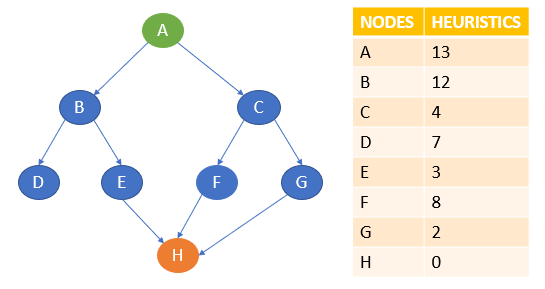 A
B
C
D
E
F
G
H
NODES HEURISTICS
A 13
B 12
C 4
D 7
E 3
F 8
G 2
H 0